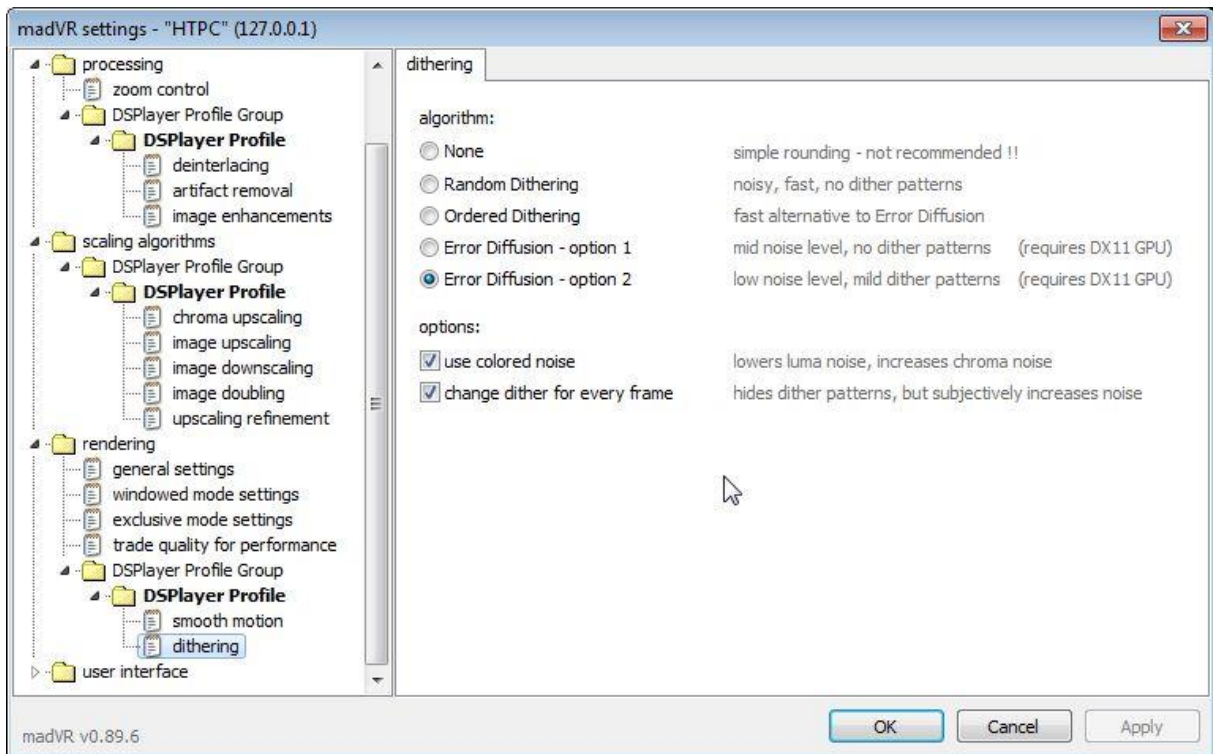 madVR settings - "HTPC" (127.0.0.1)
processing
zoom control
DSPlayer Profile Group
DSPlayer Profile
deinterlacing
artifact removal
image enhancements
scaling algorithms
DSPlayer Profile Group
DSPlayer Profile
chroma upscaling
image upscaling
image downscaling
image doubling
upscaling refinement
rendering
general settings
windowed mode settings
exclusive mode settings
trade quality for performance
DSPlayer Profile Group
DSPlayer Profile
smooth motion
dithering
user interface
dithering
algorithm:
None simple rounding - not recommended !!
Random Dithering noisy, fast, no dither patterns
Ordered Dithering fast alternative to Error Diffusion
Error Diffusion - option 1 mid noise level, no dither patterns (requires DX11 GPU)
Error Diffusion - option 2 low noise level, mild dither patterns (requires DX11 GPU)
options:
use colored noise lowers luma noise, increases chroma noise
change dither for every frame hides dither patterns, but subjectively increases noise
madVR v0.89.6
OK Cancel Apply